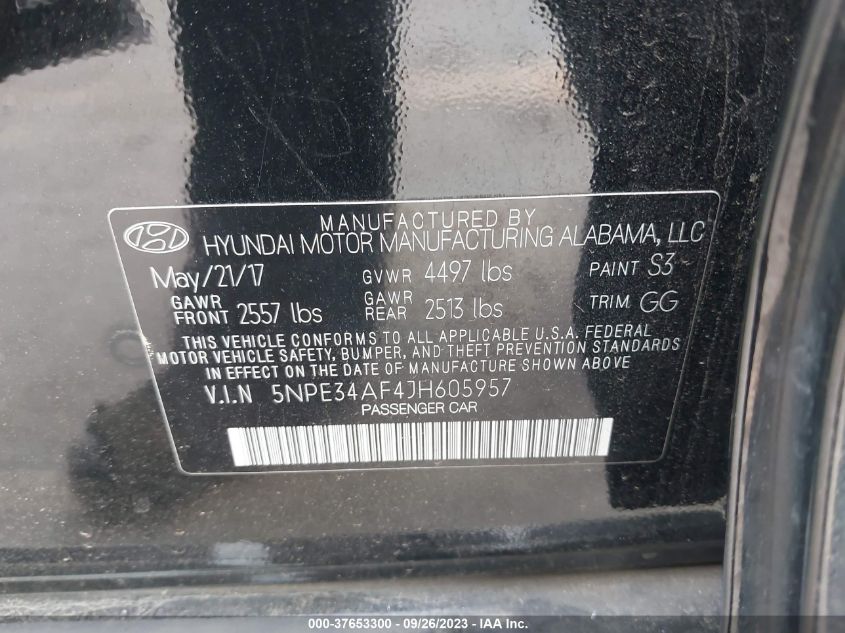 MANUFACTURED BY
HYUNDAI MOTOR MANUFACTURING ALABAMA, LLC
May/21/17 GVWR 4497 lbs PAINT S3
GAWR FRONT 2557 lbs GAWR REAR 2513 lbs TRIM GG
THIS VEHICLE CONFORMS TO ALL APPLICABLE U.S.A. FEDERAL
MOTOR VEHICLE SAFETY, BUMPER, AND THEFT PREVENTION STANDARDS
IN EFFECT ON THE DATE OF MANUFACTURE SHOWN ABOVE
V.I.N 5NPE34AF4JH605957
PASSENGER CAR
000-37653300 - 09/26/2023 - Copyright © 2023 IAA, Inc.